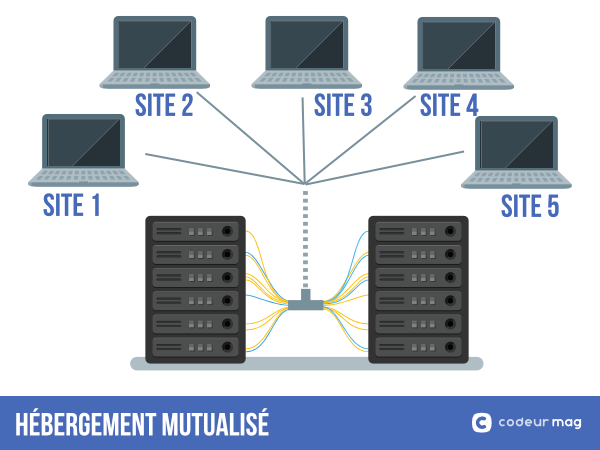 SITE 2
SITE 3
SITE 4
SITE 1
SITE 5
HÉBERGEMENT MUTUALISÉ
codeur mag